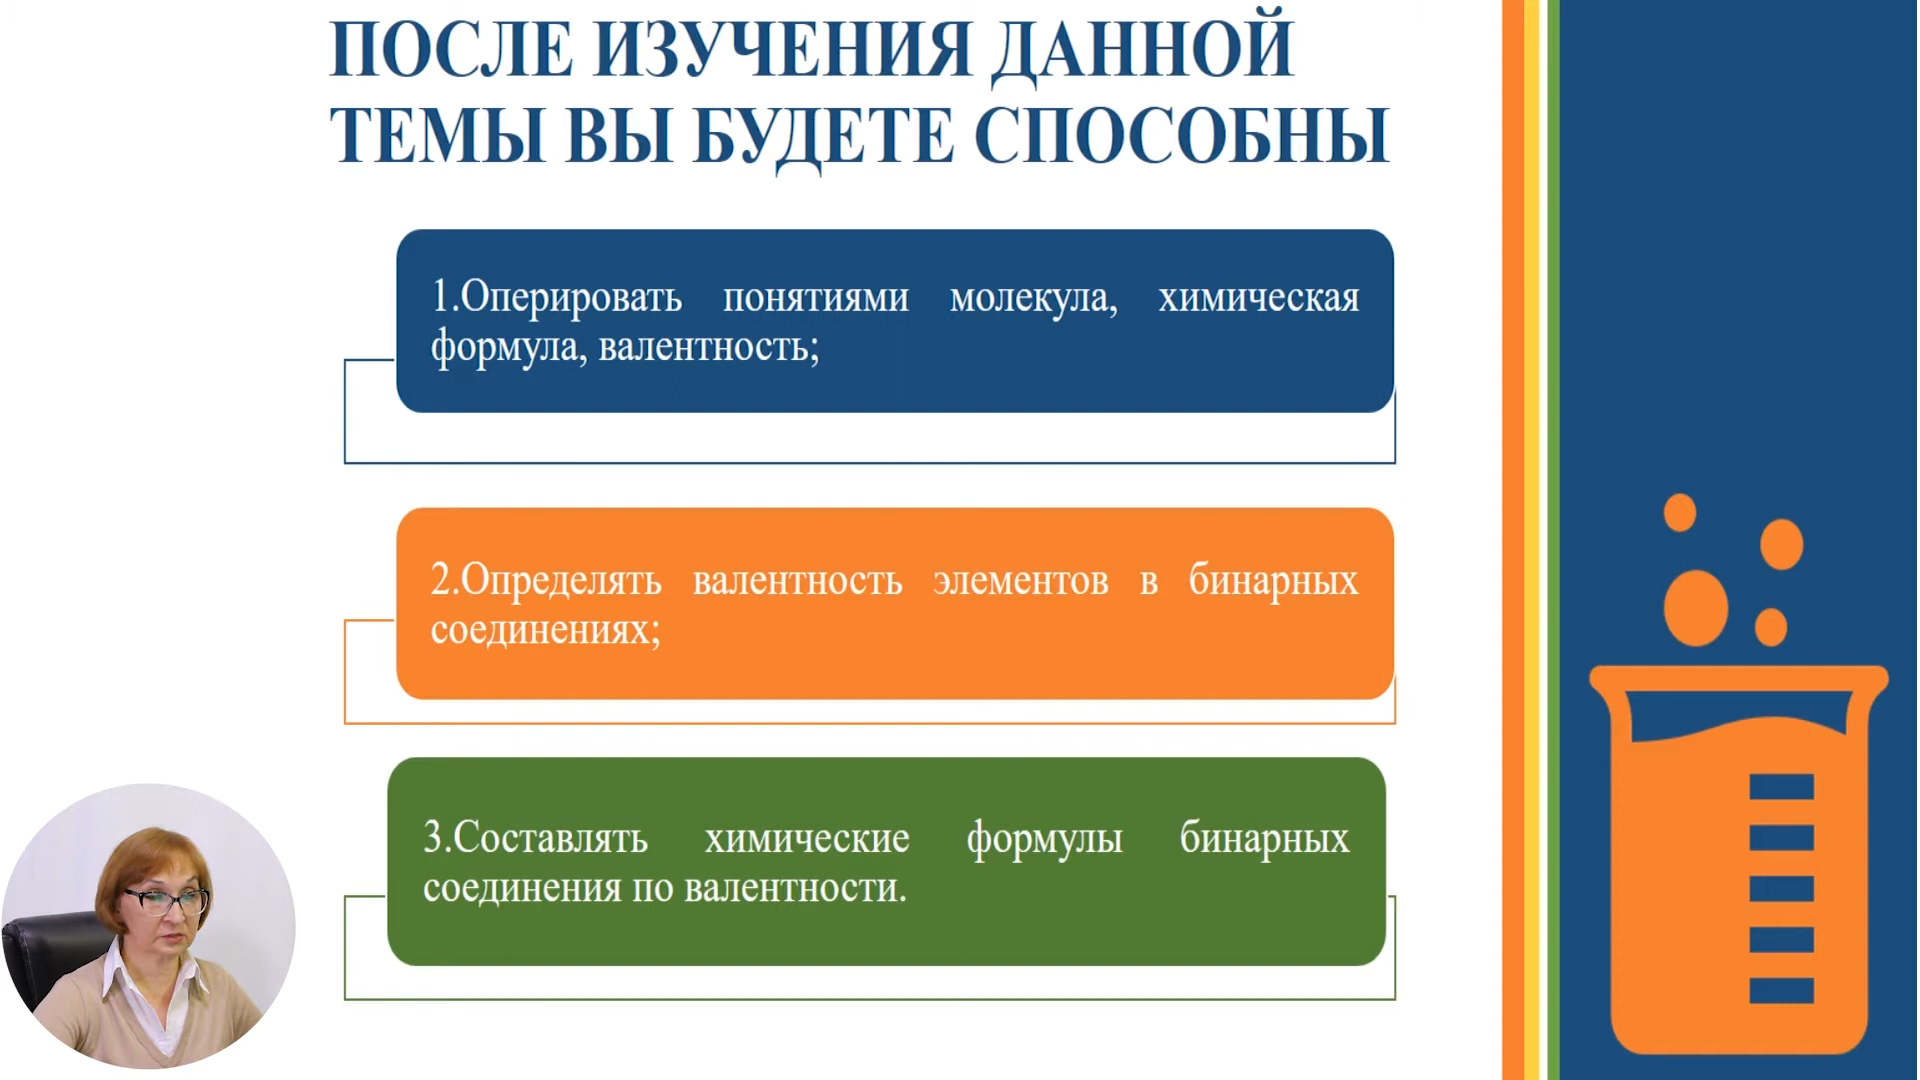 ПОСЛЕ ИЗУЧЕНИЯ ДАННОЙ
ТЕМЫ ВЫ БУДЕТЕ СПОСОБНЫ
1.Оперировать понятиями молекула, химическая
формула, валентность;
2.Определять валентность элементов в бинарных
соединениях;
3.Составлять химические формулы бинарных
соединения по валентности.